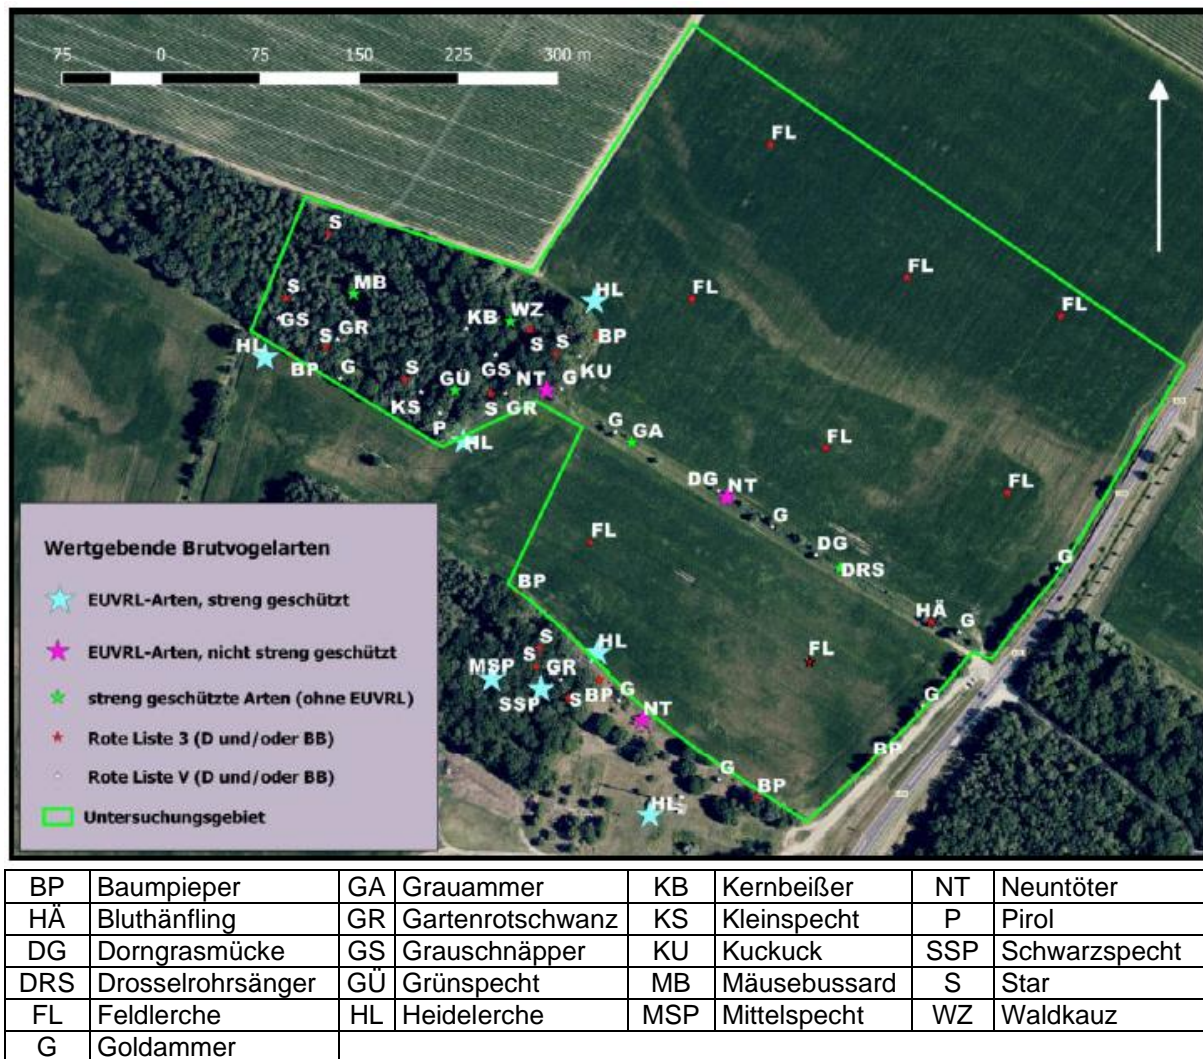 75 0 75 150 225 300 m
FL
S
FL
MB
HL
FL
S
FL
KB WZ
GS GR
S
S S BP
HL
BP G
S
GS
NT G KU
GÜ
KS
S GR
P
HL
G GA
FL
FL
DG NT
G
FL
DG
DRS
BP
G
HÄ
G
S
HL
S
GR
FL
MSP
SSP
S
BP
G
G
NT
BP
G
BP
HL
Wertgebende Brutvogelarten
EUVRL-Arten, streng geschützt
EUVRL-Arten, nicht streng geschützt
streng geschützte Arten (ohne EUVRL)
Rote Liste 3 (D und/oder BB)
Rote Liste V (D und/oder BB)
Untersuchungsgebiet
BP Baumpieper GA Grauammer KB Kernbeißer NT Neuntöter
HÄ Bluthänfling GR Gartenrotschwanz KS Kleinspecht P Pirol
DG Dorngrasmücke GS Grauschnäpper KU Kuckuck SSP Schwarzspecht
DRS Drosselrohrsänger GÜ Grünspecht MB Mäusebussard S Star
FL Feldlerche HL Heidelerche MSP Mittelspecht WZ Waldkauz
G Goldammer